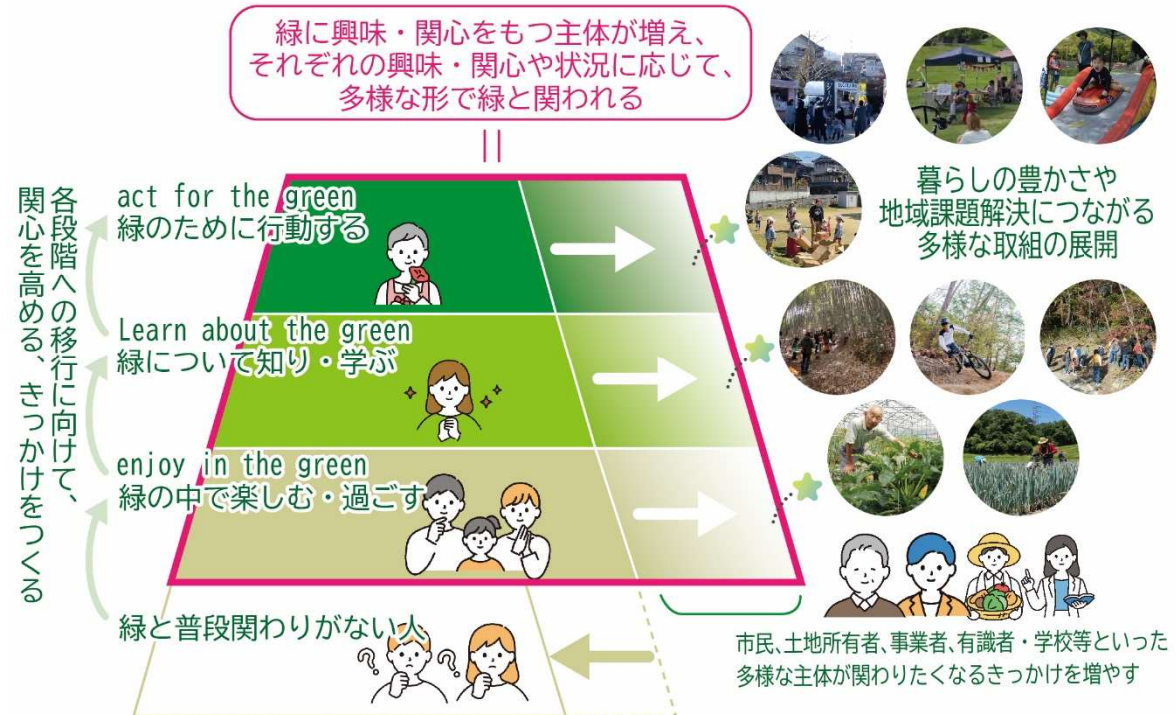 緑に興味・関心をもつ主体が増え、
それぞれの興味・関心や状況に応じて、
多様な形で緑と関われる
各段階への移行に向けて、
関心を高める、きっかけをつくる
act for the green
緑のために行動する
Learn about the green
緑について知り・学ぶ
enjoy in the green
緑の中で楽しむ・過ごす
緑と普段関わりがない人
暮らしの豊かさや
地域課題解決につながる
多様な取組の展開
市民、土地所有者、事業者、有識者・学校等といった
多様な主体が関わりたくなるきっかけを増やす